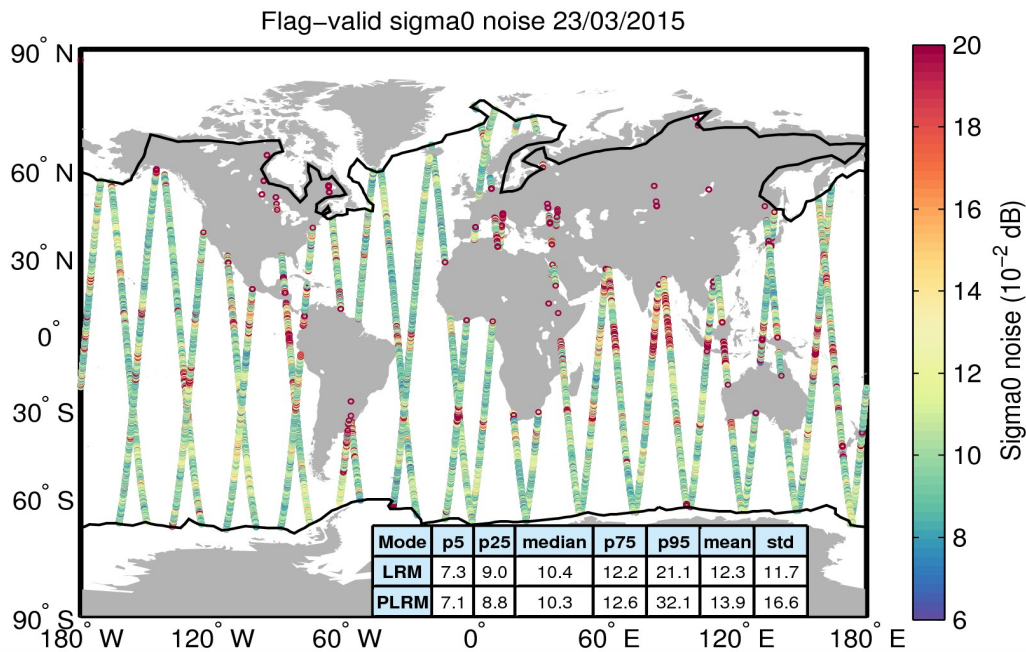 Flag−valid sigma0 noise 23/03/2015
90° N
60° N
30° N
0°
30° S
60° S
90° S
180° W
120° W
60° W
0°
60° E
120° E
180° E
Mode p5 p25 median p75 p95 mean std
LRM 7.3 9.0 10.4 12.2 21.1 12.3 11.7
PLRM 7.1 8.8 10.3 12.6 32.1 13.9 16.6
20
18
16
14
12
10
8
6
Sigma0 noise (10⁻² dB)